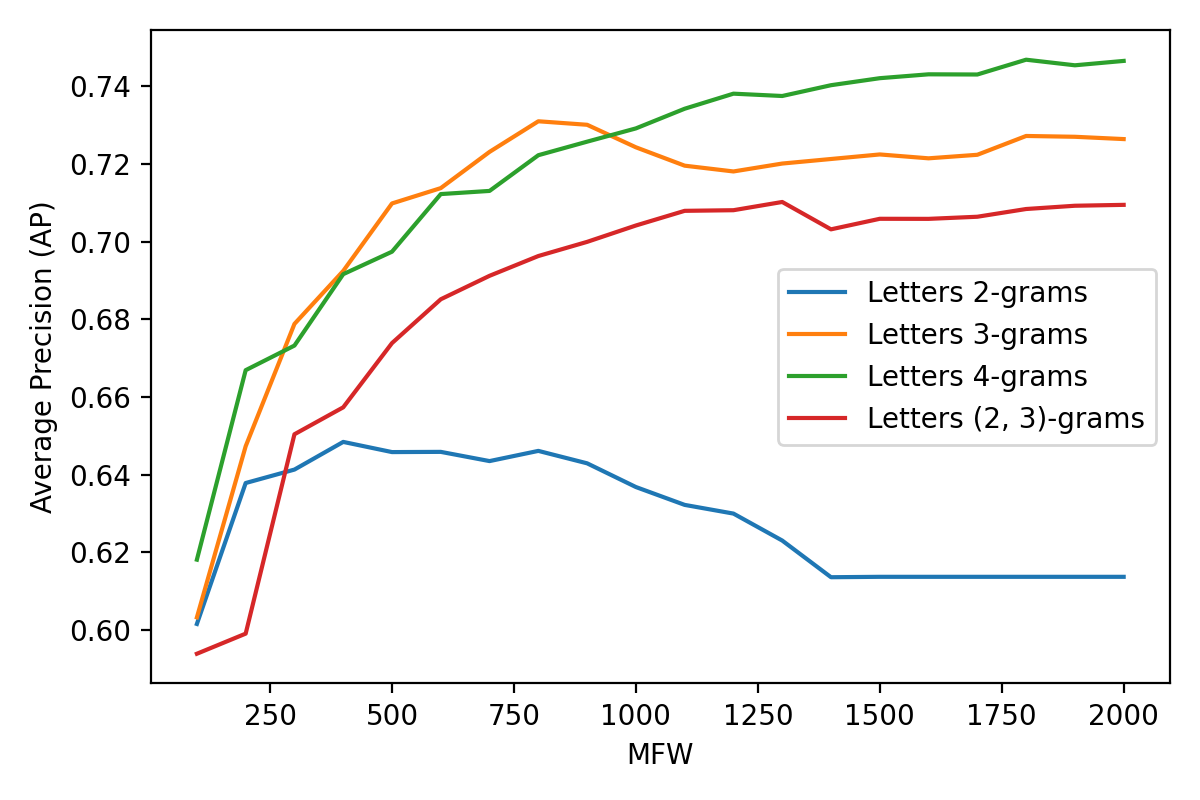 Average Precision (AP)
0.74
0.72
0.70
0.68
0.66
0.64
0.62
0.60
Letters 2-grams
Letters 3-grams
Letters 4-grams
Letters (2, 3)-grams
250 500 750 1000 1250 1500 1750 2000
MFW